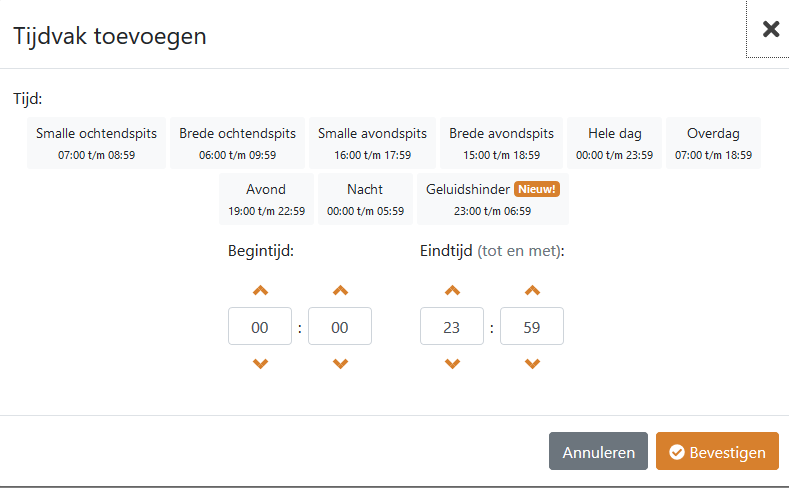 Tijdvak toevoegen
Tijd:
Smalle ochtendspits Brede ochtendspits Smalle avondspits Brede avondspits Hele dag Overdag
07:00 t/m 08:59 06:00 t/m 09:59 16:00 t/m 17:59 15:00 t/m 18:59 00:00 t/m 23:59 07:00 t/m 18:59
Avond Nacht Geluidshinder Nieuw!
19:00 t/m 22:59 00:00 t/m 05:59 23:00 t/m 06:59
Begintijd: Eindtijd (tot en met):
00 : 00 23 : 59
Annuleren Bevestigen